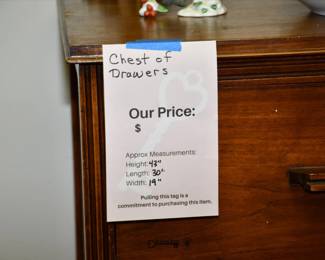 Chest of
Drawers
Our Price:
$
Approx Measurements:
Height: 43"
Length: 30"
Width: 19"
Pulling this tag is a
commitment to purchasing this item.